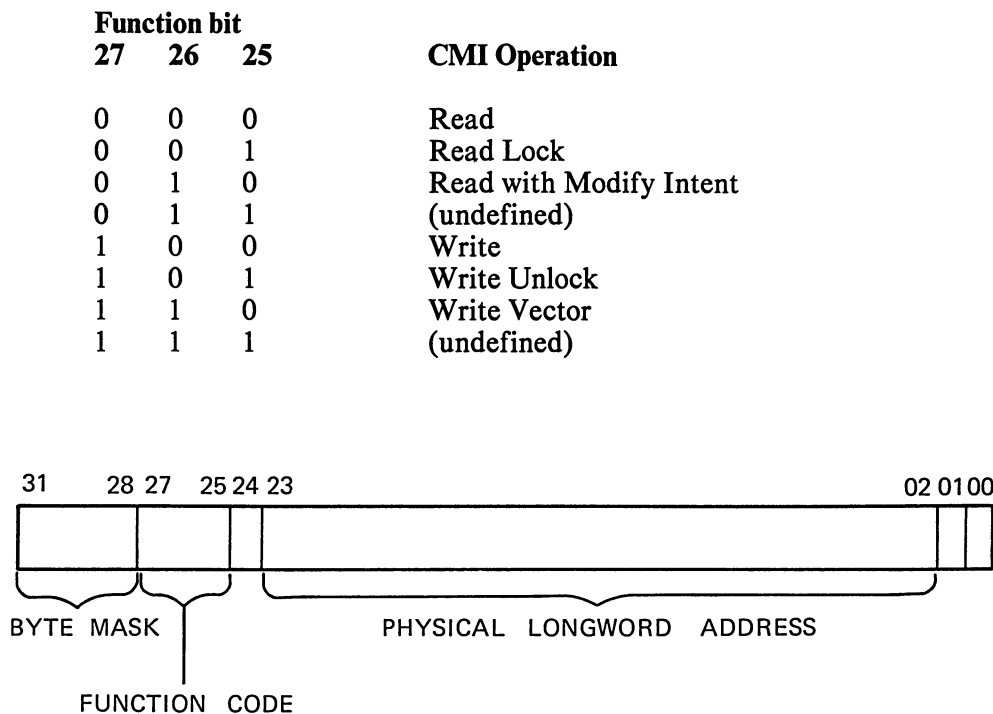 Function bit
27 26 25 CMI Operation
0 0 0 Read
0 0 1 Read Lock
0 1 0 Read with Modify Intent
0 1 1 (undefined)
1 0 0 Write
1 0 1 Write Unlock
1 1 0 Write Vector
1 1 1 (undefined)
31 28 27 25 24 23 02 01 00
BYTE MASK PHYSICAL LONGWORD ADDRESS
FUNCTION CODE